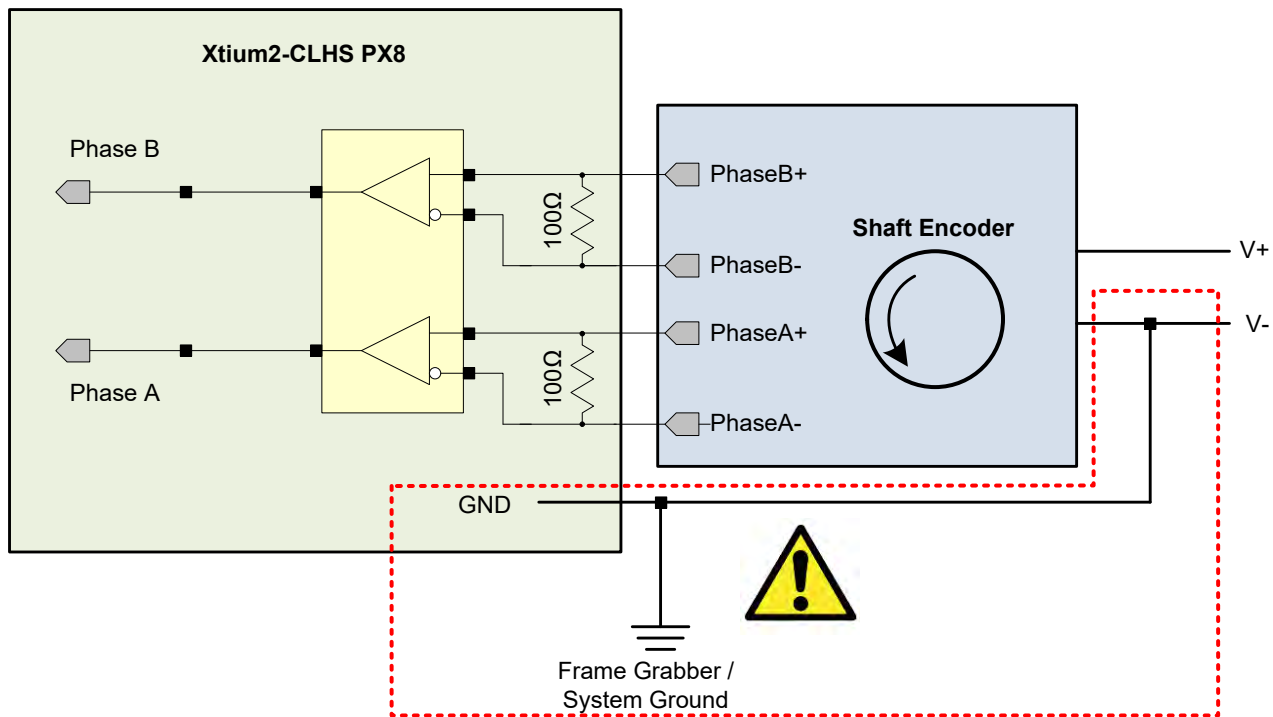 Xtium2-CLHS PX8
Phase B
100Ω
PhaseB+
PhaseB-
Shaft Encoder
V+
V-
Phase A
100Ω
PhaseA+
PhaseA-
GND
Frame Grabber /
System Ground